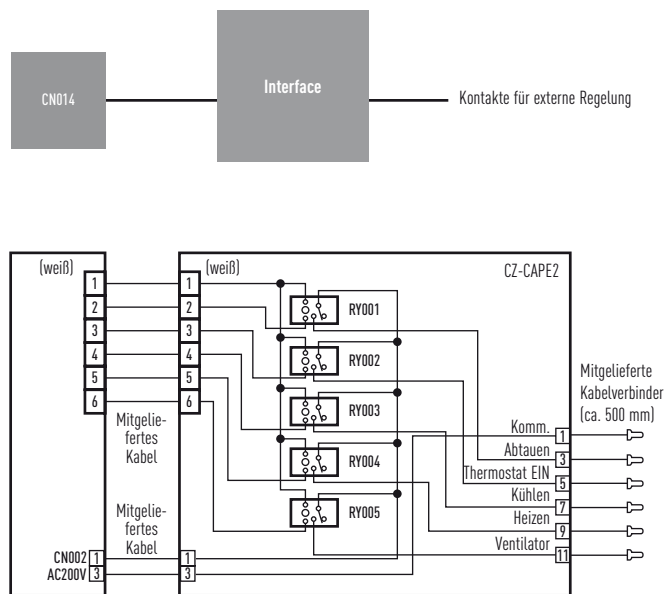 CN014
Interface
Kontakte für externe Regelung
(weiß)
(weiß)
CZ-CAPE2
1
1
2
2
3
3
4
4
5
5
6
6
RY001
RY002
RY003
RY004
RY005
Mitgelie-
fertes
Kabel
Mitgelie-
fertes
Kabel
Mitgelieferte
Kabelverbinder
(ca. 500 mm)
Komm.
1
Abtauen
3
Thermostat EIN
5
Kühlen
7
Heizen
9
Ventilator
11
CN002
1
1
AC200V
3
3